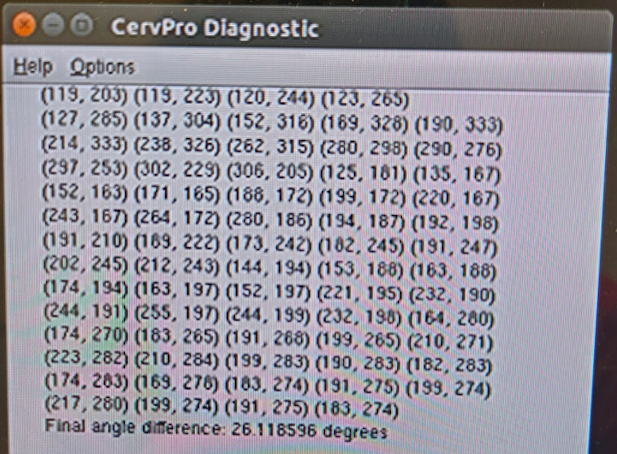 CervPro Diagnostic
Help Options
(119, 203) (119, 223) (120, 244) (123, 265)
(127, 285) (137, 304) (152, 316) (169, 328) (190, 333)
(214, 333) (238, 326) (262, 315) (280, 298) (290, 276)
(297, 253) (302, 229) (306, 205) (125, 181) (135, 167)
(152, 163) (171, 165) (188, 172) (199, 172) (220, 167)
(243, 167) (264, 172) (280, 186) (194, 187) (192, 198)
(191, 210) (169, 222) (173, 242) (182, 245) (191, 247)
(202, 245) (212, 243) (144, 194) (153, 188) (163, 188)
(174, 194) (163, 197) (152, 197) (221, 195) (232, 190)
(244, 191) (255, 197) (244, 199) (232, 198) (164, 280)
(174, 270) (183, 265) (191, 268) (199, 265) (210, 271)
(223, 282) (210, 284) (199, 283) (190, 283) (182, 283)
(174, 283) (169, 278) (183, 274) (191, 275) (199, 274)
(217, 280) (199, 274) (191, 275) (183, 274)
Final angle difference: 26.118596 degrees